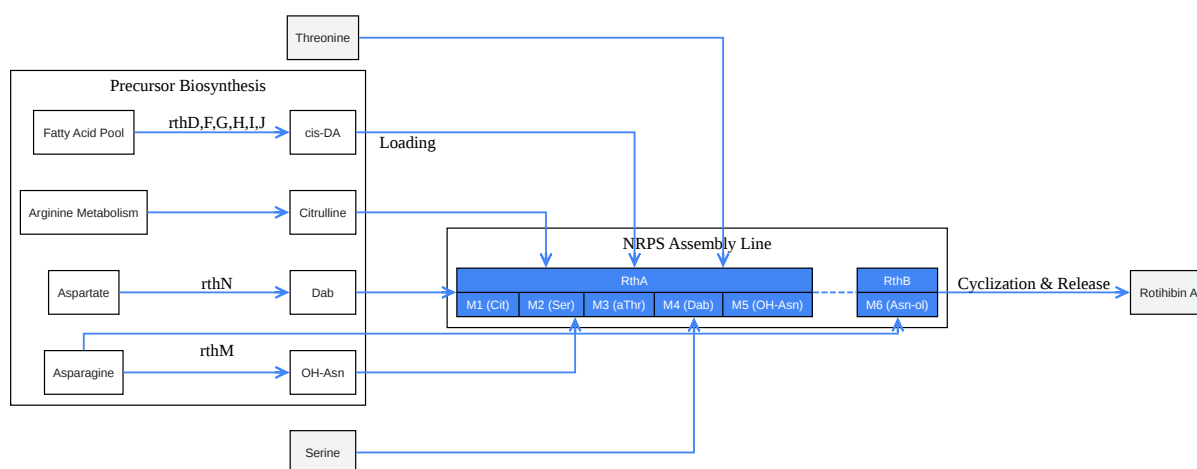 Threonine
Precursor Biosynthesis
Fatty Acid Pool
rthD,F,G,H,I,J
cis-DA
Loading
Arginine Metabolism
Citrulline
NRPS Assembly Line
RthA
RthB
Aspartate
rthN
Dab
M1 (Cit)
M2 (Ser)
M3 (aThr)
M4 (Dab)
M5 (OH-Asn)
M6 (Asn-ol)
Cyclization & Release
Rotihibin A
Asparagine
rthM
OH-Asn
Serine